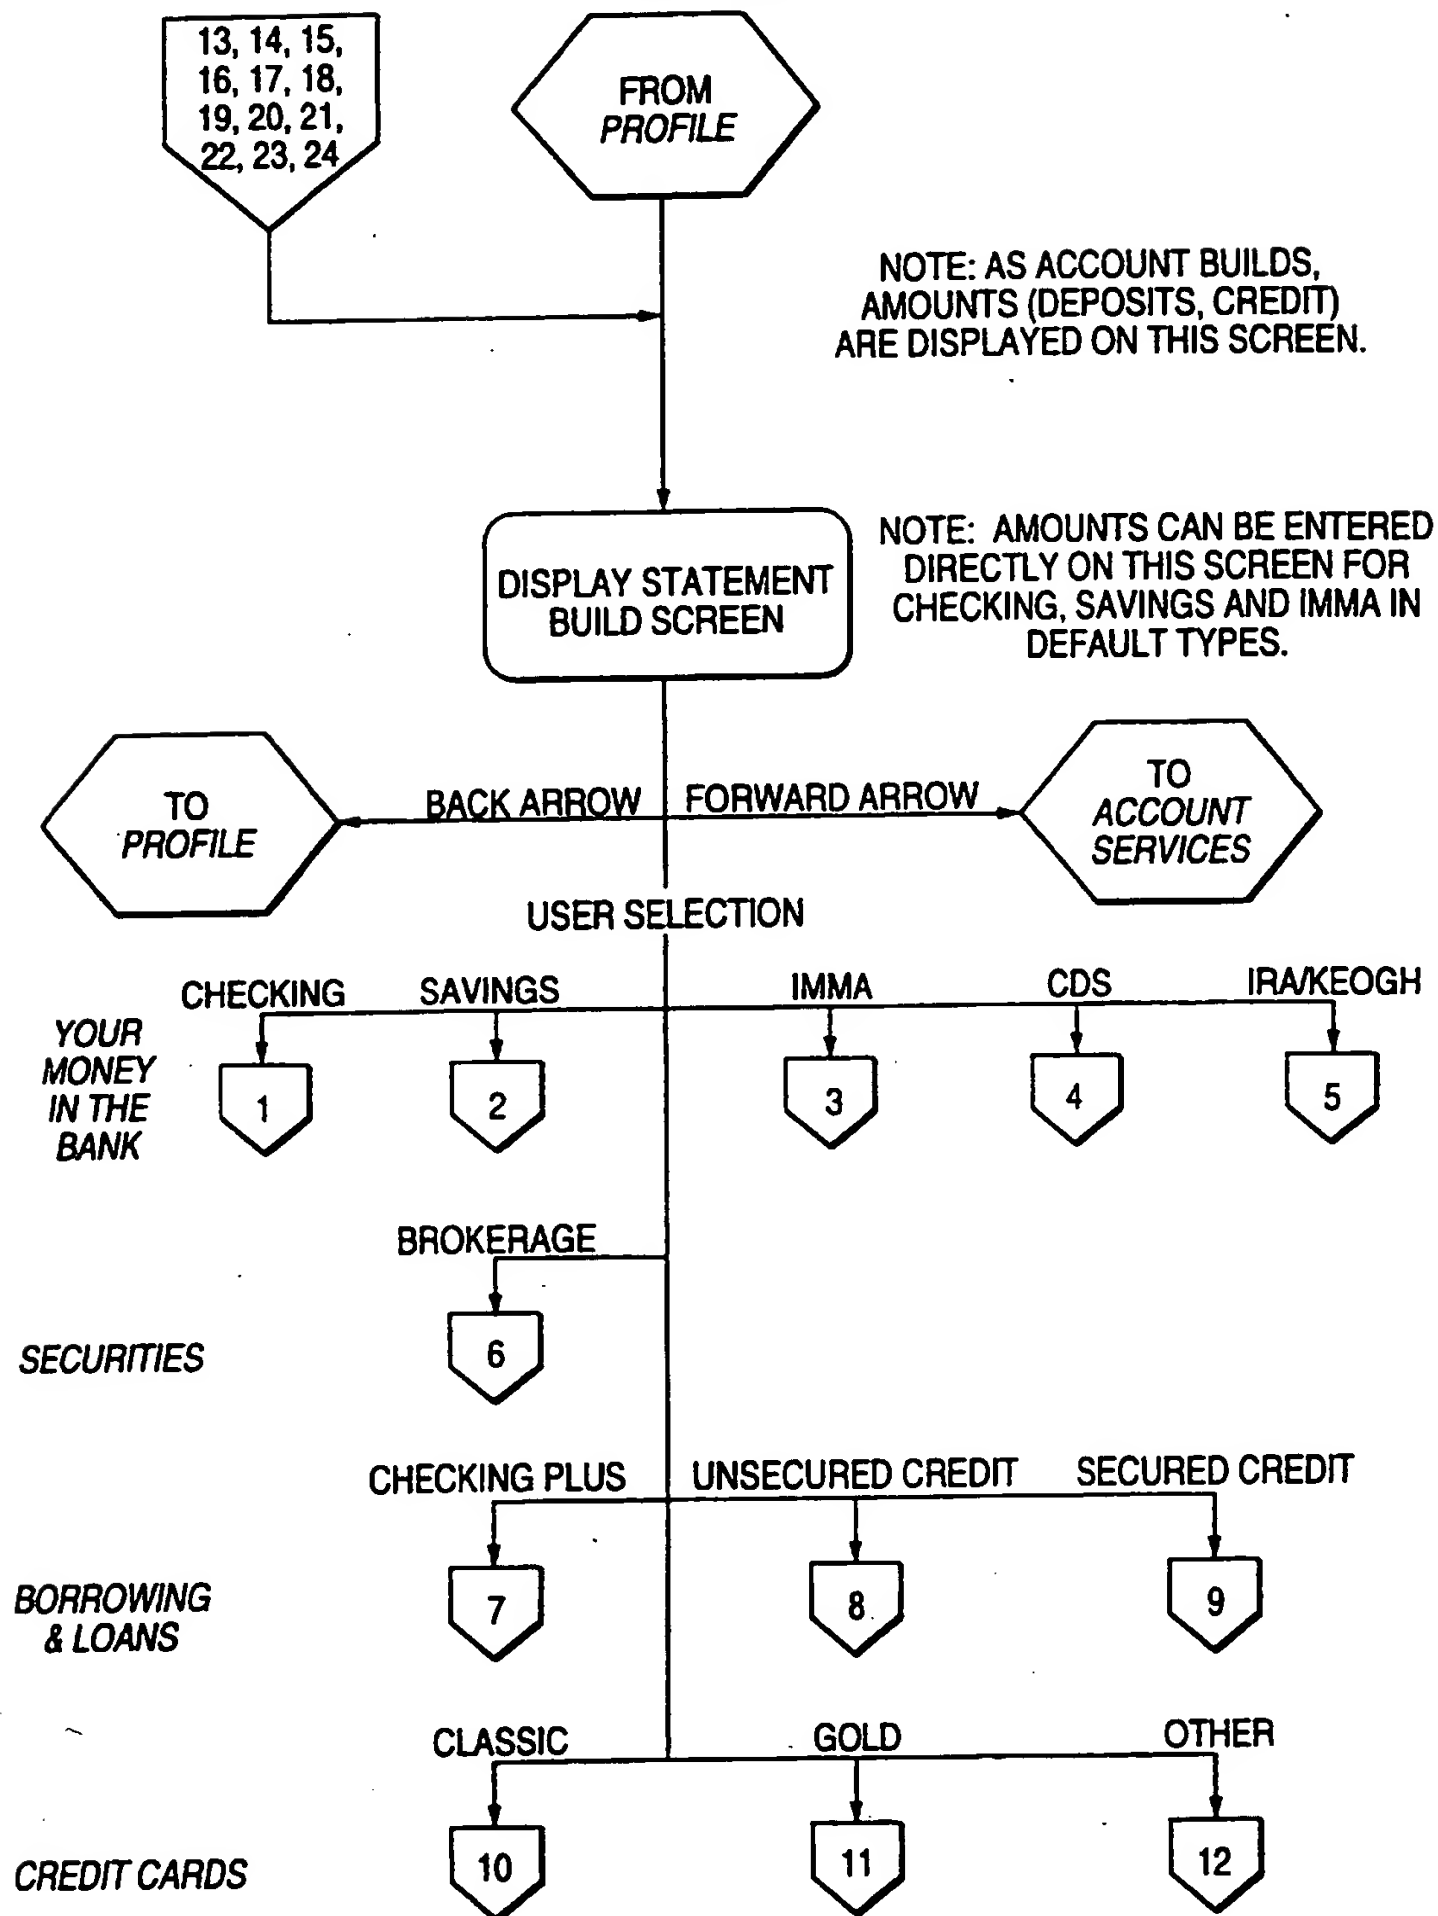 13, 14, 15,
16, 17, 18,
19, 20, 21,
22, 23, 24
FROM
PROFILE
NOTE: AS ACCOUNT BUILDS,
AMOUNTS (DEPOSITS, CREDIT)
ARE DISPLAYED ON THIS SCREEN.
DISPLAY STATEMENT
BUILD SCREEN
NOTE: AMOUNTS CAN BE ENTERED
DIRECTLY ON THIS SCREEN FOR
CHECKING, SAVINGS AND IMMA IN
DEFAULT TYPES.
TO
PROFILE
BACK ARROW
FORWARD ARROW
TO
ACCOUNT
SERVICES
USER SELECTION
YOUR
MONEY
IN THE
BANK
CHECKING
SAVINGS
IMMA
CDS
IRA/KEOGH
1
2
3
4
5
BROKERAGE
SECURITIES
6
CHECKING PLUS
UNSECURED CREDIT
SECURED CREDIT
BORROWING
& LOANS
7
8
9
CLASSIC
GOLD
OTHER
CREDIT CARDS
10
11
12